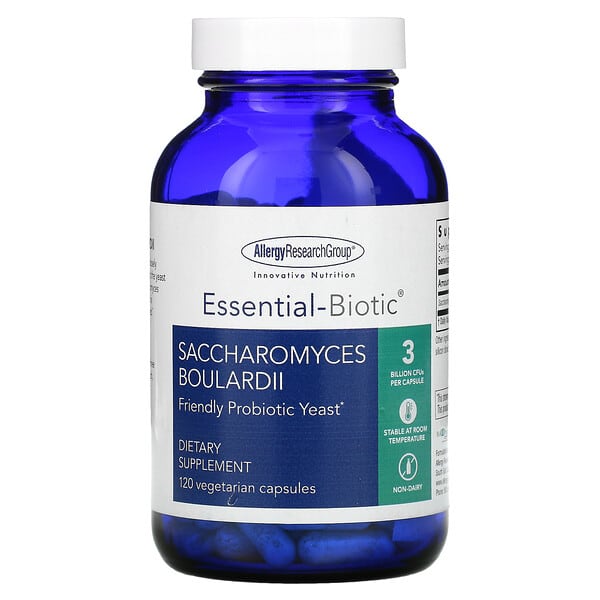 AllergyResearchGroup®
Innovative Nutrition
Essential-Biotic®
SACCHAROMYCES
BOULARDII
Friendly Probiotic Yeast*
DIETARY
SUPPLEMENT
120 vegetarian capsules
3
BILLION CFUs
PER CAPSULE
STABLE AT ROOM
TEMPERATURE
NON-DAIRY